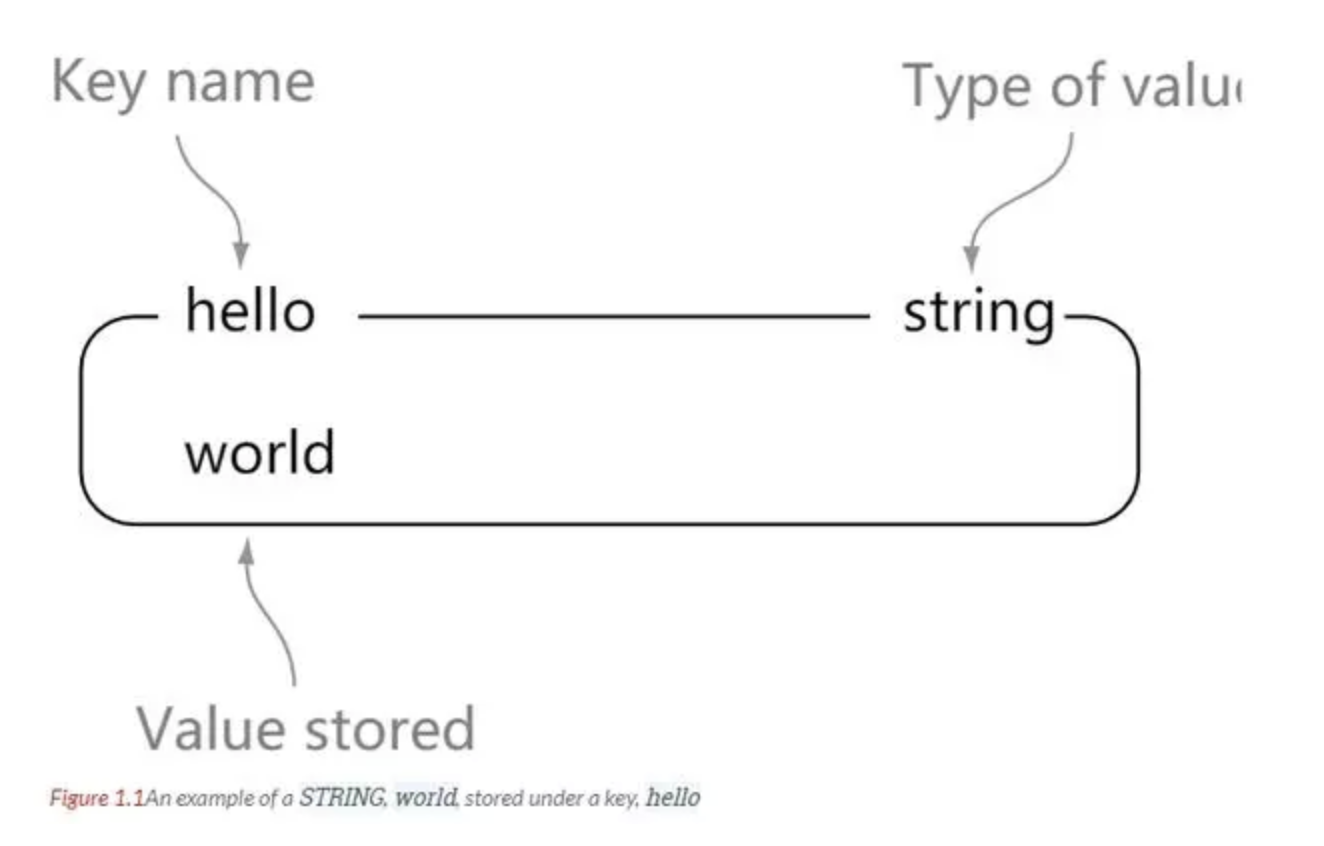 Key name
Type of valu
hello
string
world
Value stored
Figure 1.1An example of a STRING, world, stored under a key, hello